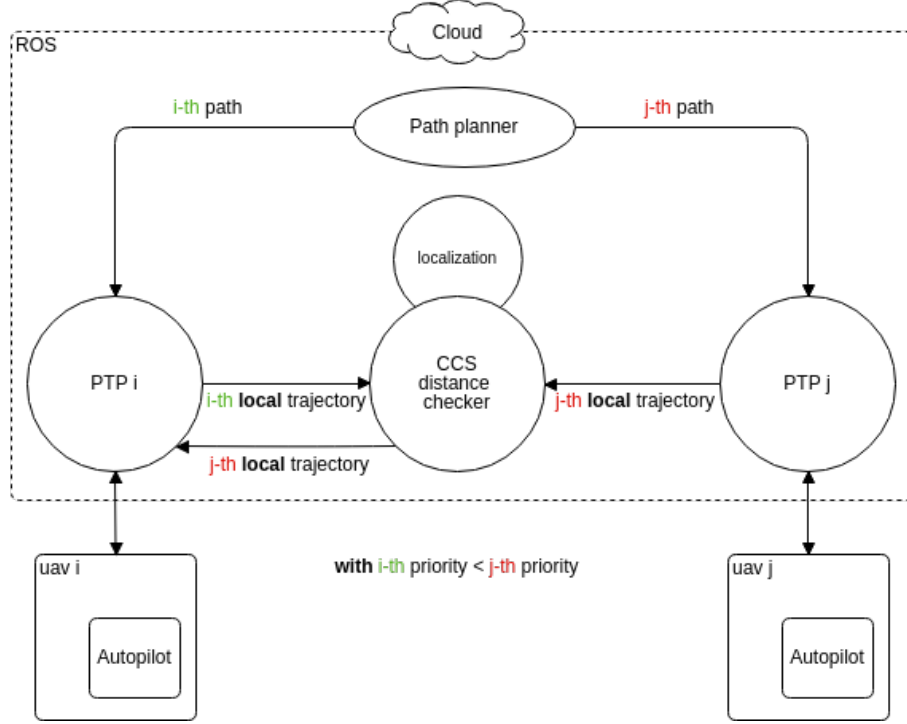 Cloud
ROS
i-th path
j-th path
Path planner
localization
PTP i
CCS
distance
checker
PTP j
i-th local trajectory
j-th local trajectory
j-th local trajectory
uav i
with i-th priority < j-th priority
uav j
Autopilot
Autopilot